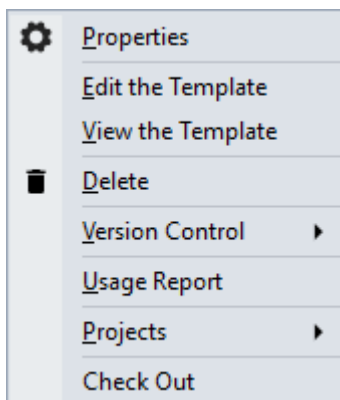 Properties
Edit the Template
View the Template
Delete
Version Control
Usage Report
Projects
Check Out